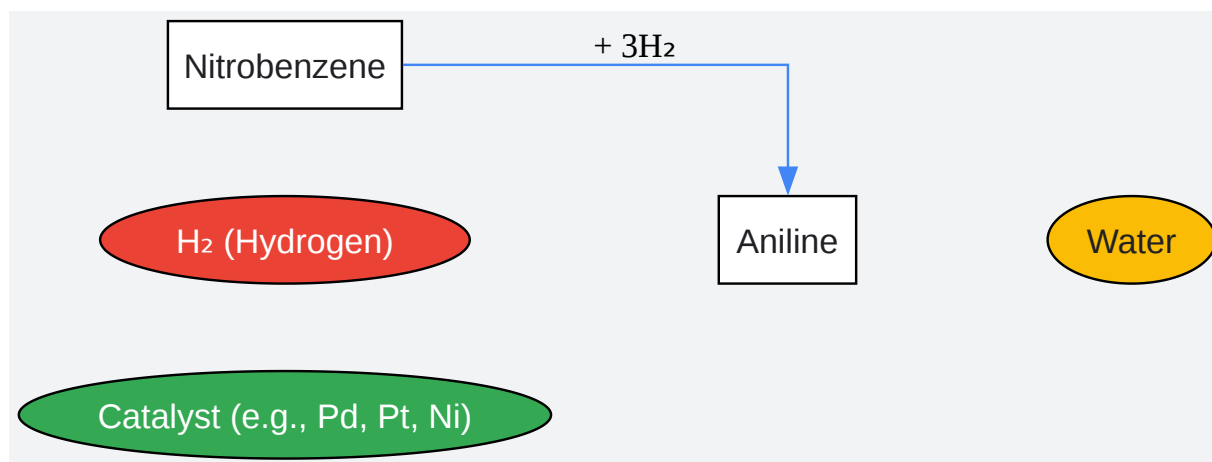 + 3H₂
Nitrobenzene
H₂ (Hydrogen)
Aniline
Water
Catalyst (e.g., Pd, Pt, Ni)